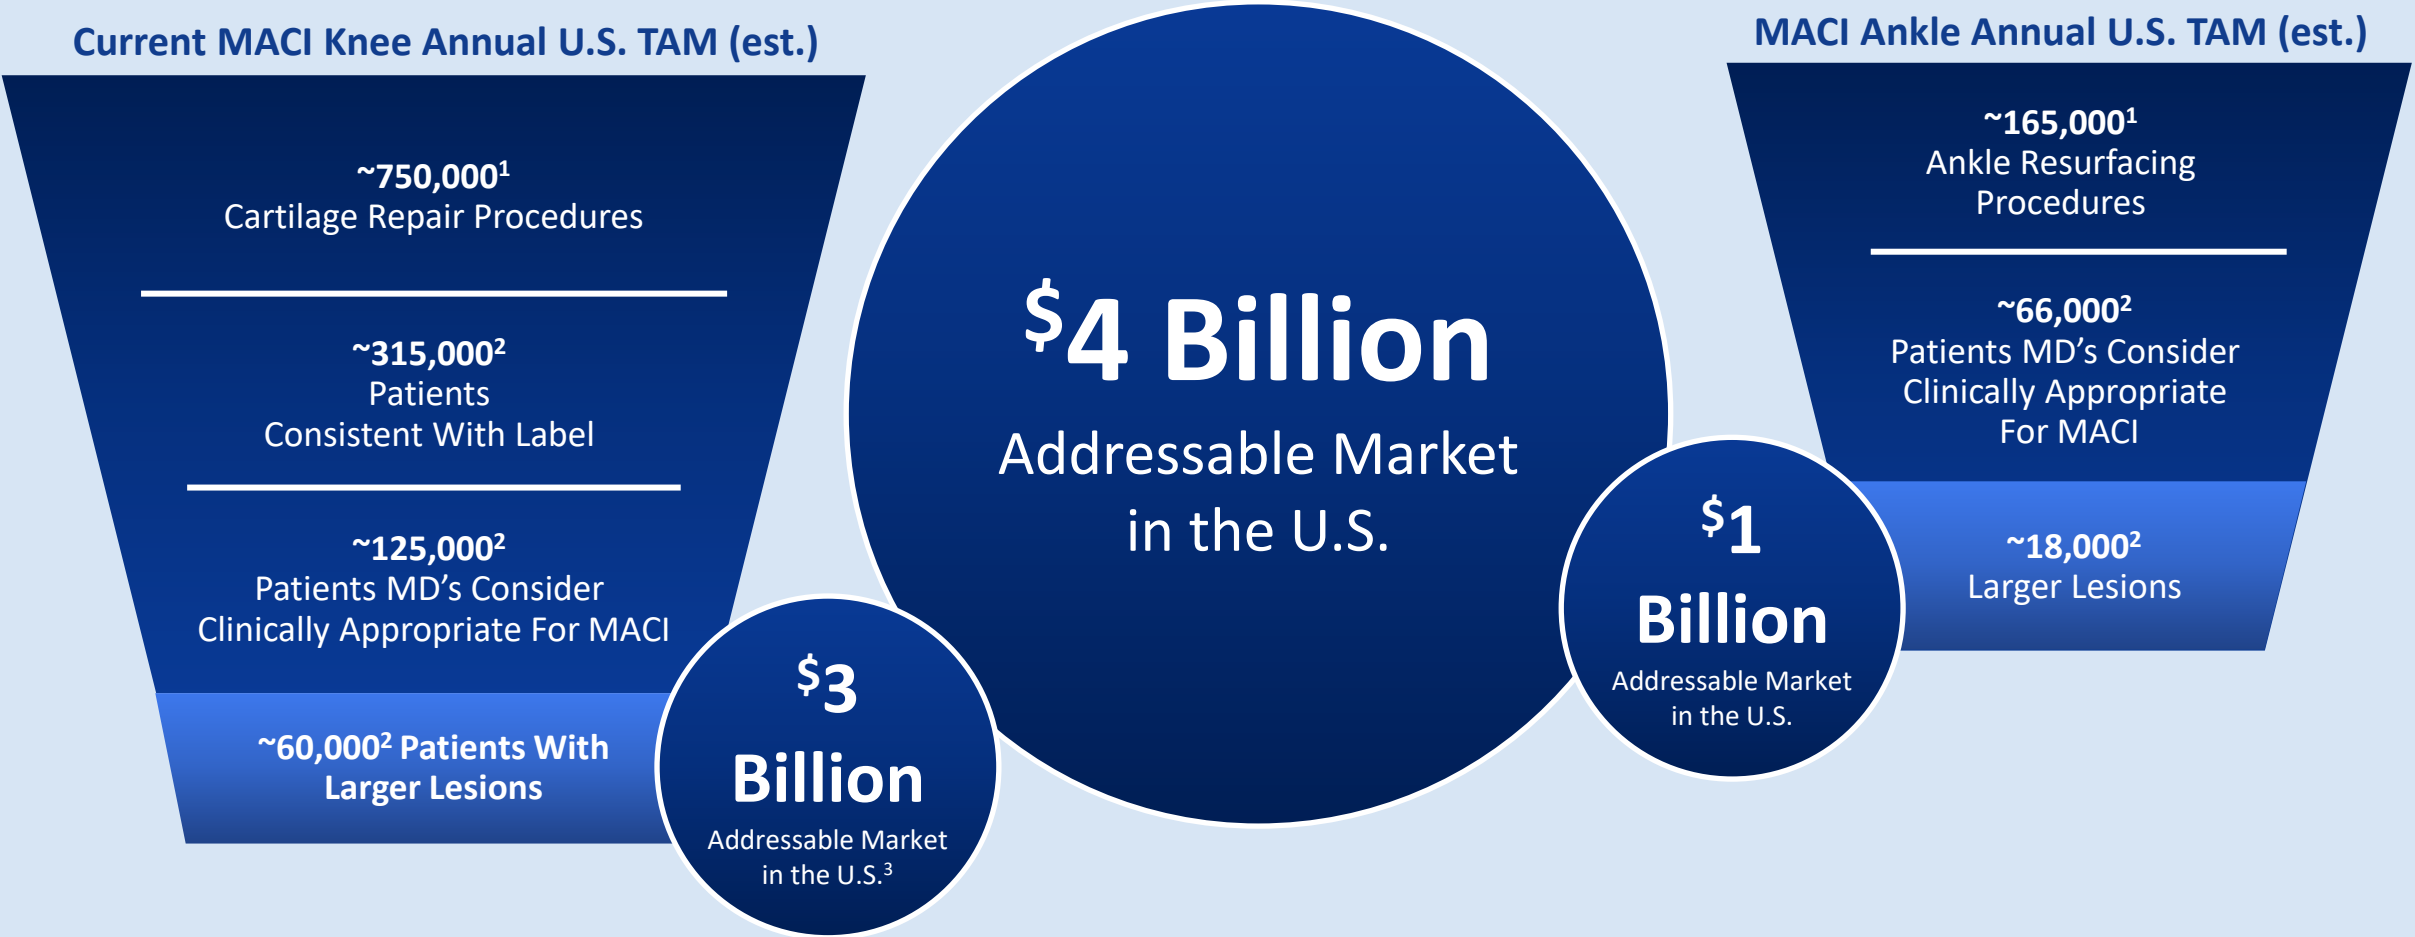 Current MACI Knee Annual U.S. TAM (est.)
~750,000¹
Cartilage Repair Procedures
~315,000²
Patients
Consistent With Label
~125,000²
Patients MD’s Consider
Clinically Appropriate For MACI
~60,000² Patients With
Larger Lesions
$3
Billion
Addressable Market
in the U.S.³
$4 Billion
Addressable Market
in the U.S.
MACI Ankle Annual U.S. TAM (est.)
~165,000¹
Ankle Resurfacing
Procedures
~66,000²
Patients MD’s Consider
Clinically Appropriate
For MACI
~18,000²
Larger Lesions
$1
Billion
Addressable Market
in the U.S.